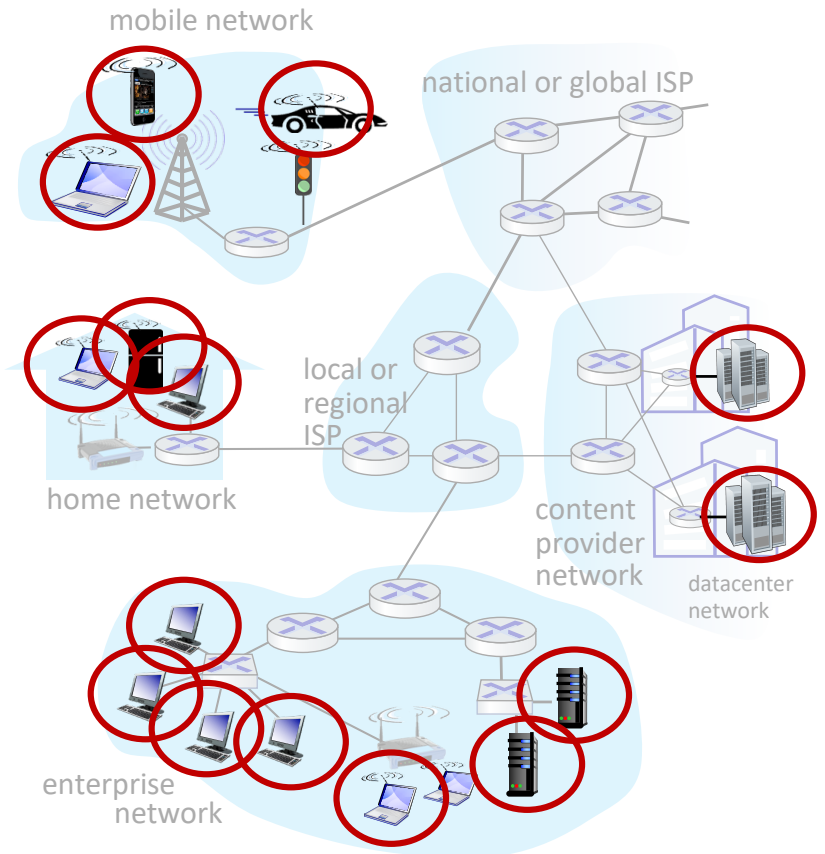 mobile network
national or global ISP
local or
regional
ISP
home network
content
provider
network
datacenter
network
enterprise
network